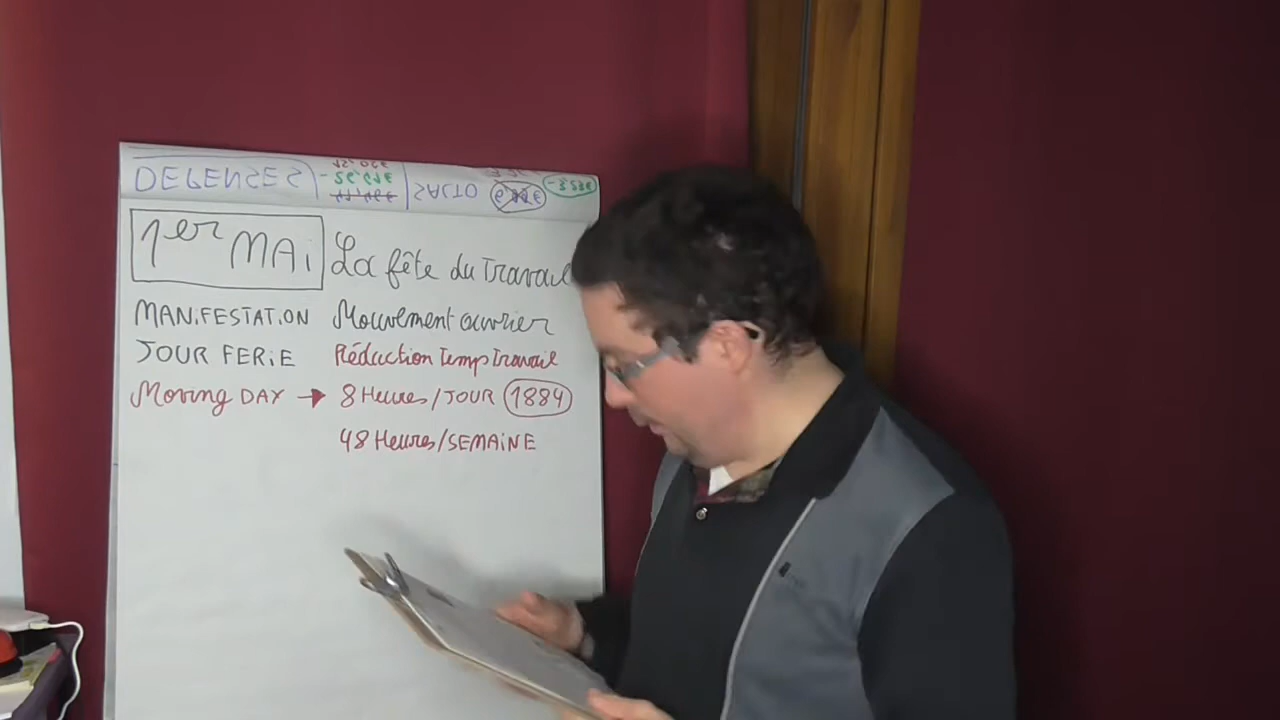 DEPENSES
1er MAi La fête du Travail
MANiFESTATiON Mouvement ouvrier
JOUR FERiE Réduction Temps Travail
Moving DAY → 8 Heures/JOUR 1884
48 Heures/SEMAiNE